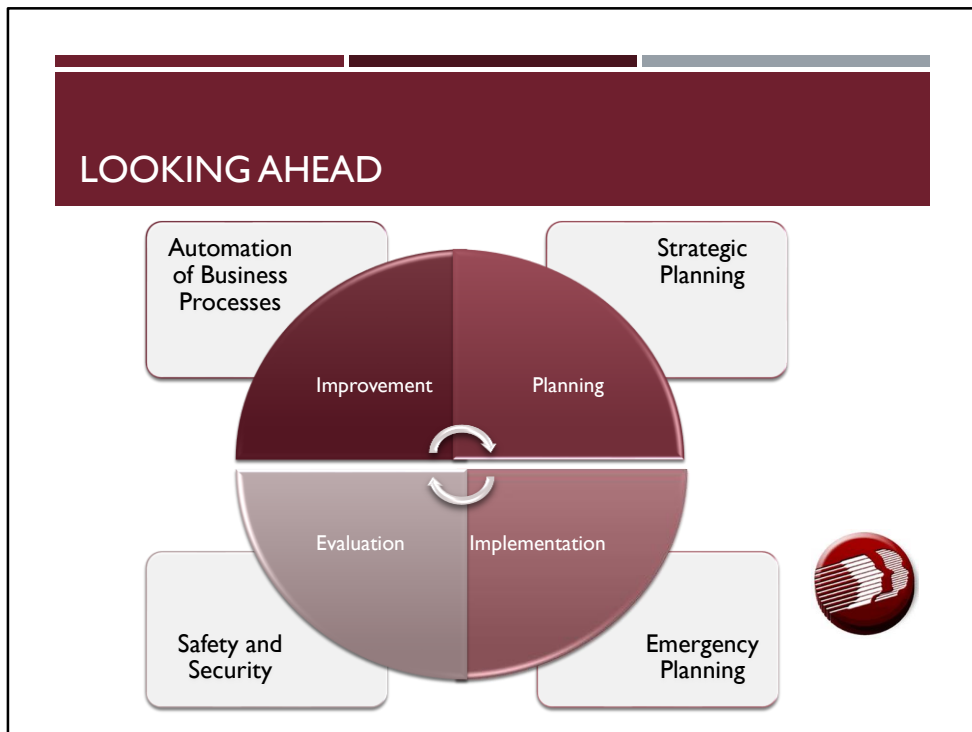 LOOKING AHEAD
Automation
of Business
Processes
Strategic
Planning
Improvement
Planning
Evaluation
Implementation
Safety and
Security
Emergency
Planning